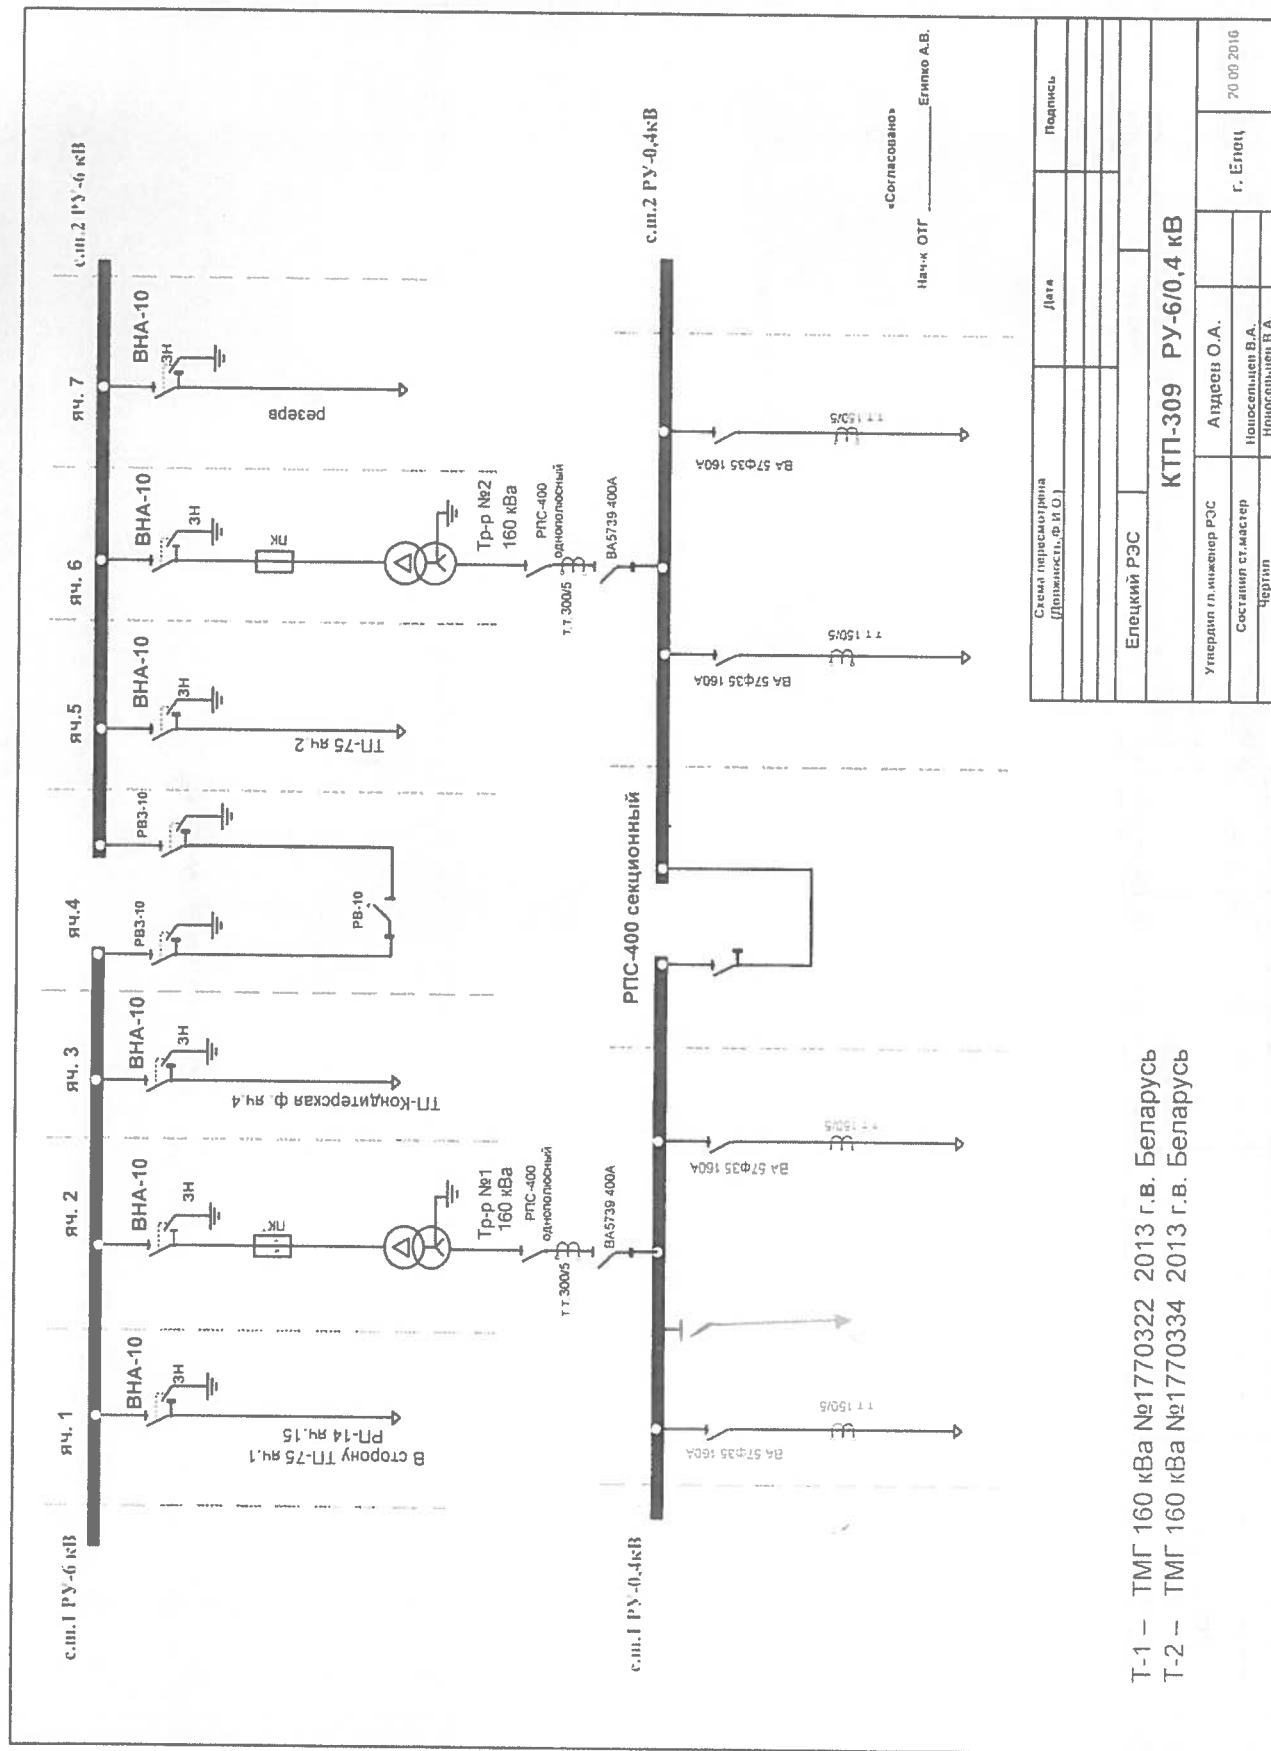 с.ш.1 РУ-6 кВ
с.ш.2 РУ-6 кВ
яч. 1
яч. 2
яч. 3
яч.4
яч.5
яч. 6
яч. 7
ВНА-10
ЗН
В сторону ТП-75 яч.1
РП-14 яч.15
ВНА-10
ЗН
ПК
Тр-р №1
160 кВа
РПС-400
однополюсный
т.т.300/5
ВА5739 400А
ВНА-10
ЗН
ТП-Кондитерская ф. яч.4
РВЗ-10
РВ-10
РВЗ-10
ВНА-10
ЗН
ТП-75 яч.2
ВНА-10
ЗН
ПК
Тр-р №2
160 кВа
РПС-400
однополюсный
т.т.300/5
ВА5739 400А
ВНА-10
ЗН
резерв
с.ш.1 РУ-0,4кВ
РПС-400 секционный
с.ш.2 РУ-0,4кВ
ВА 57ф35 160А
т.т 150/5
ВА 57ф35 160А
т.т 150/5
ВА 57ф35 160А
т.т 150/5
ВА 57ф35 160А
т.т 150/5
«Согласовано»
Нач-к ОТГ ________ Египко А.В.
Т-1 – ТМГ 160 кВа №1770322 2013 г.в. Беларусь
Т-2 – ТМГ 160 кВа №1770334 2013 г.в. Беларусь
Схема пересмотрена
(Должность, Ф.И.О.)
Дата
Подпись
Елецкий РЭС
КТП-309 РУ-6/0,4 кВ
Утвердил гл.инженер РЭС
Авдеев О.А.
г. Елец
20 09 2016
Составил ст.мастер
Новосельцев В.А.
Чертил
Новосельцев В.А.